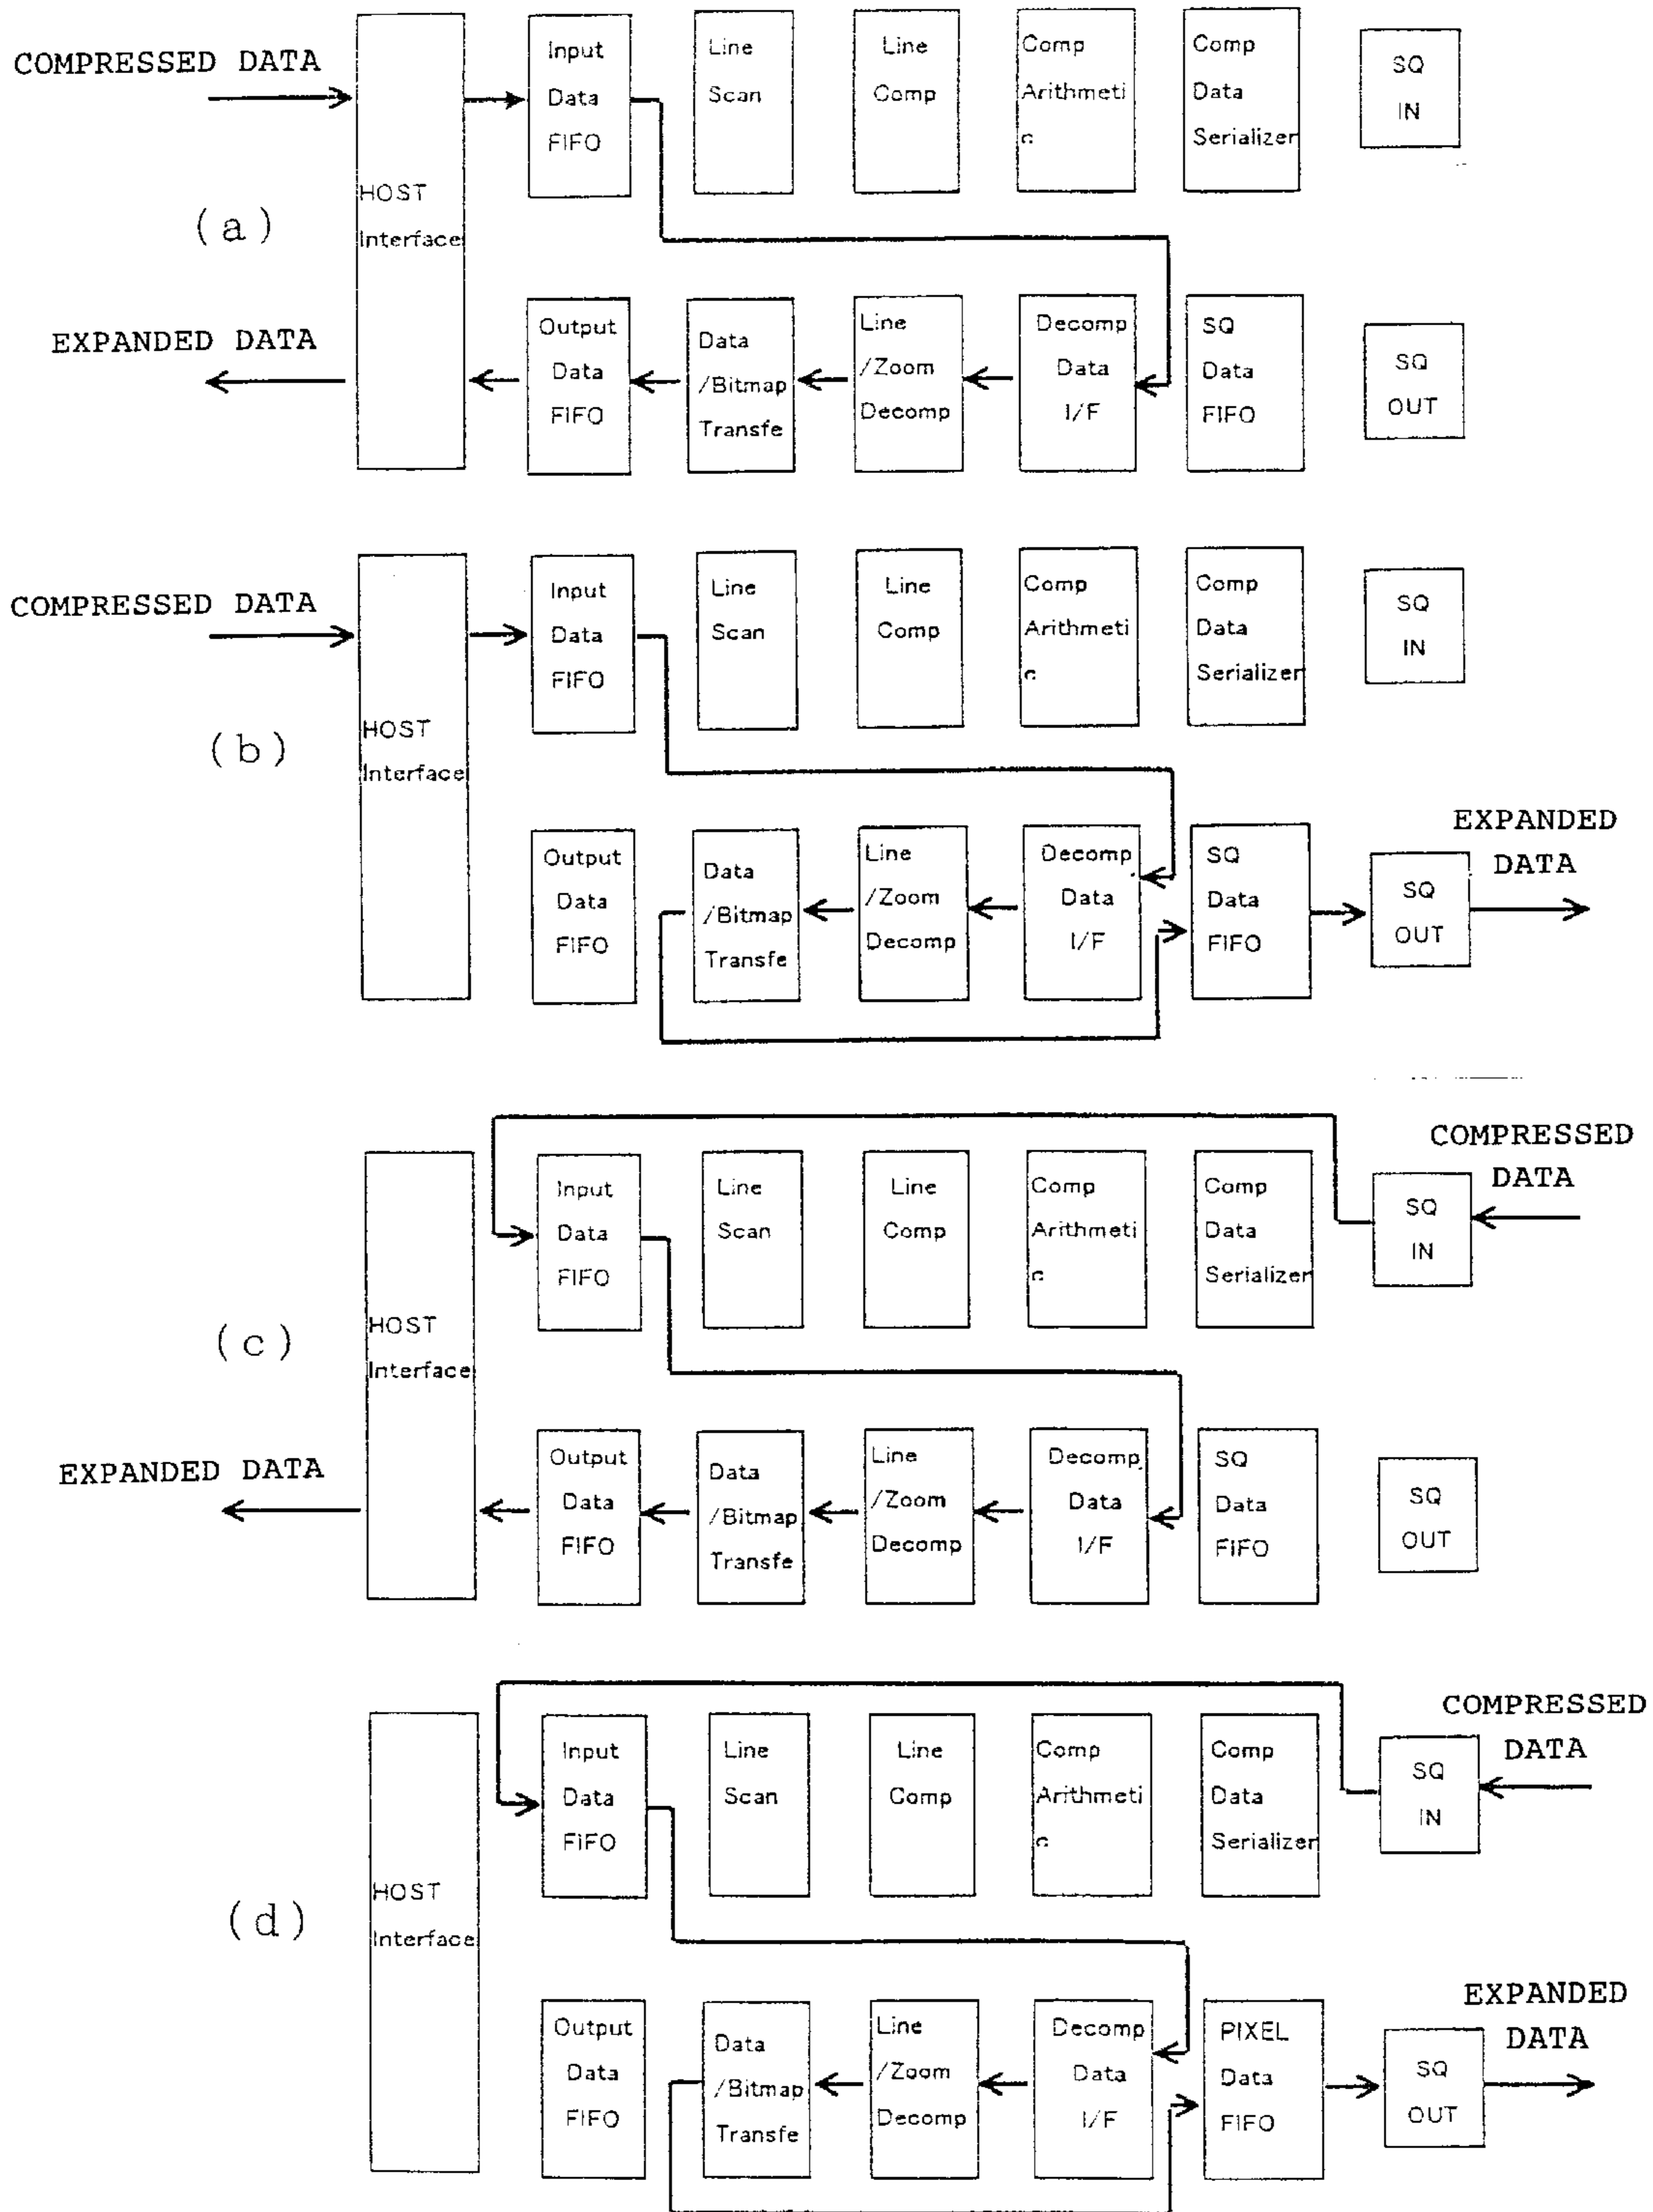 COMPRESSED DATA
Input
Data
FIFO
Line
Scan
Line
Comp
Comp
Arithmeti
c
Comp
Data
Serializer
SQ
IN
HOST
Interface
(a)
EXPANDED DATA
Output
Data
FIFO
Data
/Bitmap
Transfe
Line
/Zoom
Decomp
Decomp
Data
I/F
SQ
Data
FIFO
SQ
OUT
COMPRESSED DATA
Input
Data
FIFO
Line
Scan
Line
Comp
Comp
Arithmeti
c
Comp
Data
Serializer
SQ
IN
HOST
Interface
(b)
Output
Data
FIFO
Data
/Bitmap
Transfe
Line
/Zoom
Decomp
Decomp
Data
I/F
SQ
Data
FIFO
SQ
OUT
EXPANDED
DATA
COMPRESSED
DATA
Input
Data
FIFO
Line
Scan
Line
Comp
Comp
Arithmeti
c
Comp
Data
Serializer
SQ
IN
HOST
Interface
(c)
EXPANDED DATA
Output
Data
FIFO
Data
/Bitmap
Transfe
Line
/Zoom
Decomp
Decomp
Data
I/F
SQ
Data
FIFO
SQ
OUT
COMPRESSED
DATA
Input
Data
FIFO
Line
Scan
Line
Comp
Comp
Arithmeti
c
Comp
Data
Serializer
SQ
IN
HOST
Interface
(d)
Output
Data
FIFO
Data
/Bitmap
Transfe
Line
/Zoom
Decomp
Decomp
Data
I/F
PIXEL
Data
FIFO
SQ
OUT
EXPANDED
DATA